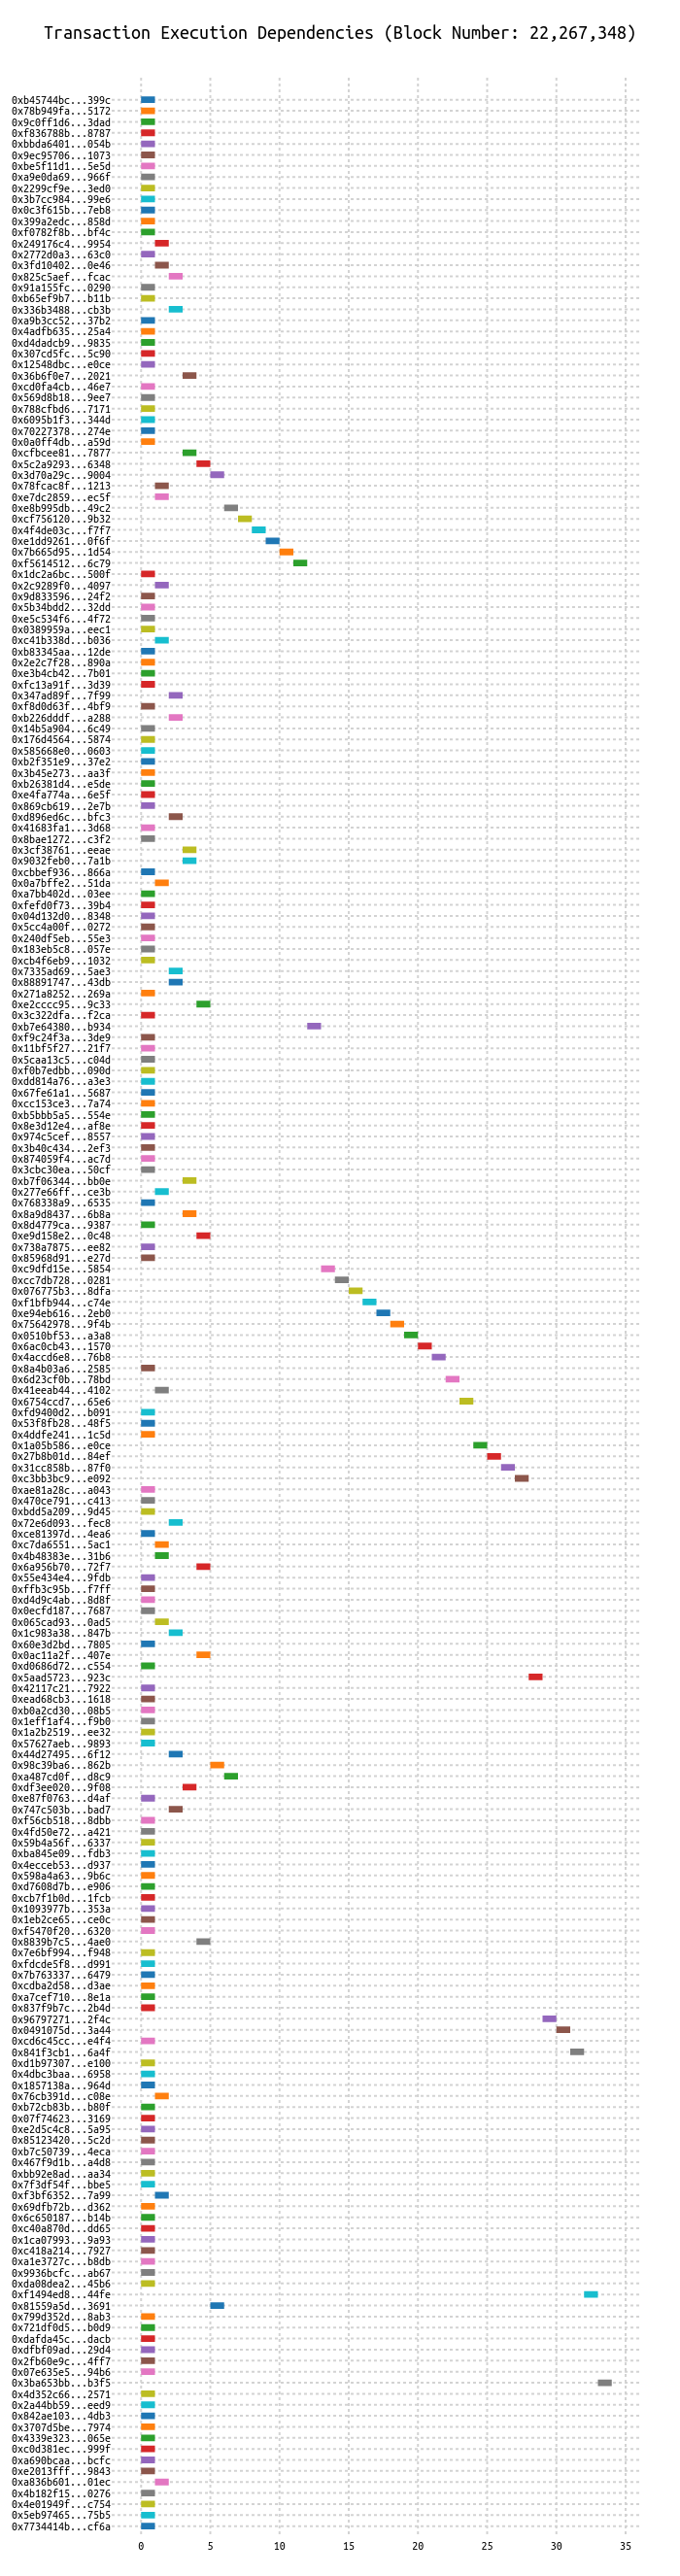 Transaction Execution Dependencies (Block Number: 22,267,348)
0xb45744bc...399c
0x78b949fa...5172
0x9c0ff1d6...3dad
0xf836788b...8787
0xbbda6401...054b
0x9ec95706...1073
0xbe5f11d1...5e5d
0xa9e0da69...966f
0x2299cf9e...3ed0
0x3b7cc984...99e6
0x0c3f615b...7eb8
0x399a2edc...858d
0xf0782f8b...bf4c
0x249176c4...9954
0x2772d0a3...63c0
0x3fd10402...0e46
0x825c5aef...fcac
0x91a155fc...0290
0xb65ef9b7...b11b
0x336b3488...cb3b
0xa9b3cc52...37b2
0x4adfb635...25a4
0xd4dadcb9...9835
0x307cd5fc...5c90
0x12548dbc...e0ce
0x36b6f0e7...2021
0xcd0fa4cb...46e7
0x569d8b18...9ee7
0x788cfbd6...7171
0x6095b1f3...344d
0x70227378...274e
0x0a0ff4db...a59d
0xcfbcee81...7877
0x5c2a9293...6348
0x3d70a29c...9004
0x78fcac8f...1213
0xe7dc2859...ec5f
0xe8b995db...49c2
0xcf756120...9b32
0x4f4de03c...f7f7
0xe1dd9261...0f6f
0x7b665d95...1d54
0xf5614512...6c79
0x1dc2a6bc...500f
0x2c9289f0...4097
0x9d833596...24f2
0x5b34bdd2...32dd
0xe5c534f6...4f72
0x0389959a...eec1
0xc41b338d...b036
0xb83345aa...12de
0x2e2c7f28...890a
0xe3b4cb42...7b01
0xfc13a91f...3d39
0x347ad89f...7f99
0xf8d0d63f...4bf9
0xb226dddf...a288
0x14b5a904...6c49
0x176d4564...5874
0x585668e0...0603
0xb2f351e9...37e2
0x3b45e273...aa3f
0xb26381d4...e5de
0xe4fa774a...6e5f
0x869cb619...2e7b
0xd896ed6c...bfc3
0x41683fa1...3d68
0x8bae1272...c3f2
0x3cf38761...eeae
0x9032feb0...7a1b
0xcbbef936...866a
0x0a7bffe2...51da
0xa7bb402d...03ee
0xfefd0f73...39b4
0x04d132d0...8348
0x5cc4a00f...0272
0x240df5eb...55e3
0x183eb5c8...057e
0xcb4f6eb9...1032
0x7335ad69...5ae3
0x88891747...43db
0x271a8252...269a
0xe2cccc95...9c33
0x3c322dfa...f2ca
0xb7e64380...b934
0xf9c24f3a...3de9
0x11bf5f27...21f7
0x5caa13c5...c04d
0xf0b7edbb...090d
0xdd814a76...a3e3
0x67fe61a1...5687
0xcc153ce3...7a74
0xb5bbb5a5...554e
0x8e3d12e4...af8e
0x974c5cef...8557
0x3b40c434...2ef3
0x874059f4...ac7d
0x3cbc30ea...50cf
0xb7f06344...bb0e
0x277e66ff...ce3b
0x768338a9...6535
0x8a9d8437...6b8a
0x8d4779ca...9387
0xe9d158e2...0c48
0x738a7875...ee82
0x85968d91...e27d
0xc9dfd15e...5854
0xcc7db728...0281
0x076775b3...8dfa
0xf1bfb944...c74e
0xe94eb616...2eb0
0x75642978...9f4b
0x0510bf53...a3a8
0x6ac0cb43...1570
0x4accd6e8...76b8
0x8a4b03a6...2585
0x6d23cf0b...78bd
0x41eeab44...4102
0x6754ccd7...65e6
0xfd9400d2...b091
0x53f8fb28...48f5
0x4ddfe241...1c5d
0x1a05b586...e0ce
0x27b8b01d...84ef
0x31cc858b...87f0
0xc3bb3bc9...e092
0xae81a28c...a043
0x470ce791...c413
0xbdd5a209...9d45
0x72e6d093...fec8
0xce81397d...4ea6
0xc7da6551...5ac1
0x4b48383e...31b6
0x6a956b70...72f7
0x55e434e4...9fdb
0xffb3c95b...f7ff
0xd4d9c4ab...8d8f
0x0ecfd187...7687
0x065cad93...0ad5
0x1c983a38...847b
0x60e3d2bd...7805
0x0ac11a2f...407e
0xd0686d72...c554
0x5aad5723...923c
0x42117c21...7922
0xead68cb3...1618
0xb0a2cd30...08b5
0x1eff1af4...f9b0
0x1a2b2519...ee32
0x57627aeb...9893
0x44d27495...6f12
0x98c39ba6...862b
0xa487cd0f...d8c9
0xdf3ee020...9f08
0xe87f0763...d4af
0x747c503b...bad7
0xf56cb518...8dbb
0x4fd50e72...a421
0x59b4a56f...6337
0xba845e09...fdb3
0x4ecceb53...d937
0x598a4a63...9b6c
0xd7608d7b...e906
0xcb7f1b0d...1fcb
0x1093977b...353a
0x1eb2ce65...ce0c
0xf5470f20...6320
0x8839b7c5...4ae0
0x7e6bf994...f948
0xfdcde5f8...d991
0x7b763337...6479
0xcdba2d58...d3ae
0xa7cef710...8e1a
0x837f9b7c...2b4d
0x96797271...2f4c
0x0491075d...3a44
0xcd6c45cc...e4f4
0x841f3cb1...6a4f
0xd1b97307...e100
0x4dbc3baa...6958
0x1857138a...964d
0x76cb391d...c08e
0xb72cb83b...b80f
0x07f74623...3169
0xe2d5c4c8...5a95
0x85123420...5c2d
0xb7c50739...4eca
0x467f9d1b...a4d8
0xbb92e8ad...aa34
0x7f3df54f...bbe5
0xf3bf6352...7a99
0x69dfb72b...d362
0x6c650187...b14b
0xc40a870d...dd65
0x1ca07993...9a93
0xc418a214...7927
0xa1e3727c...b8db
0x9936bcfc...ab67
0xda08dea2...45b6
0xf1494ed8...44fe
0x81559a5d...3691
0x799d352d...8ab3
0x721df0d5...b0d9
0xdafda45c...dacb
0xdfbf09ad...29d4
0x2fb60e9c...4ff7
0x07e635e5...94b6
0x3ba653bb...b3f5
0x4d352c66...2571
0x2a44bb59...eed9
0x842ae103...4db3
0x3707d5be...7974
0x4339e323...065e
0xc0d381ec...999f
0xa690bcaa...bcfc
0xe2013fff...9843
0xa836b601...01ec
0x4b182f15...0276
0x4e01949f...c754
0x5eb97465...75b5
0x7734414b...cf6a
0 5 10 15 20 25 30 35